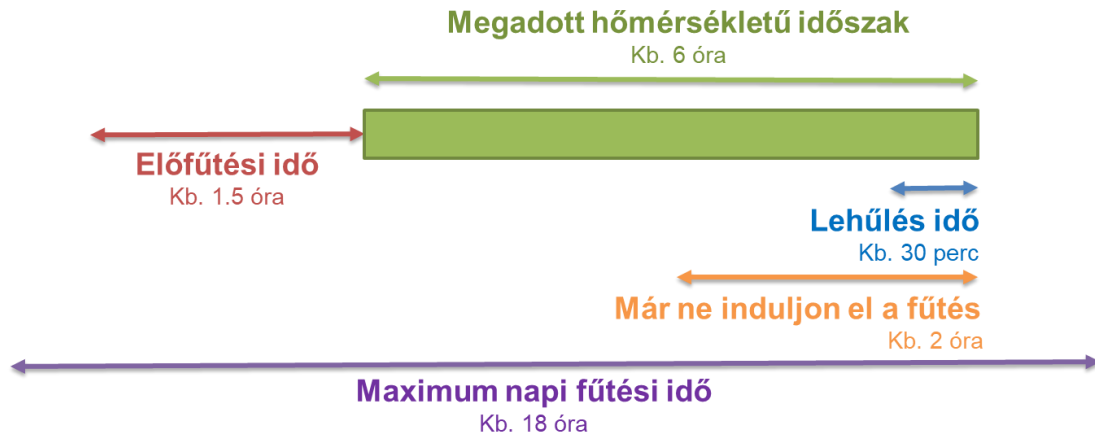 Megadott hőmérsékletű időszak
Kb. 6 óra
Előfűtési idő
Kb. 1.5 óra
Lehűlés idő
Kb. 30 perc
Már ne induljon el a fűtés
Kb. 2 óra
Maximum napi fűtési idő
Kb. 18 óra